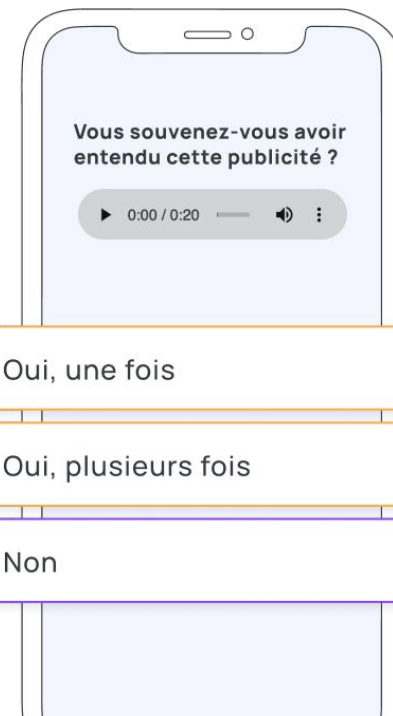 Vous souvenez-vous avoir
entendu cette publicité ?
0:00 / 0:20
Oui, une fois
Oui, plusieurs fois
Non